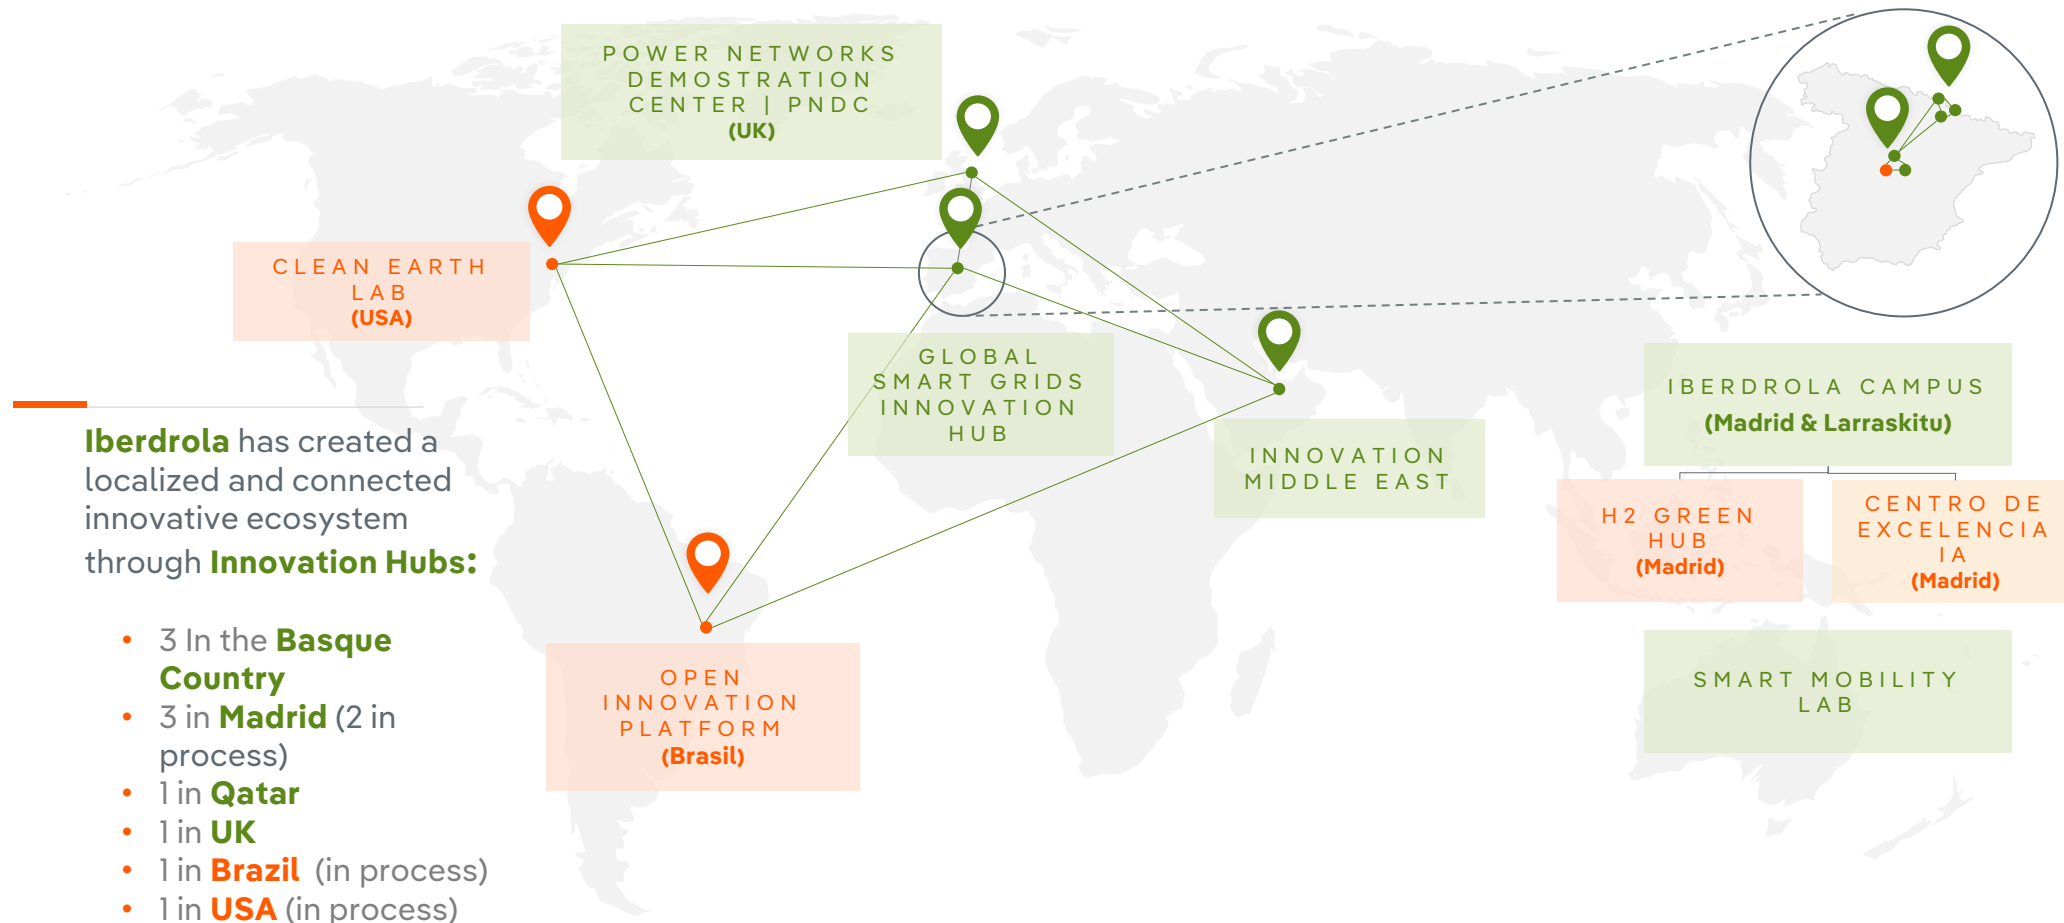 POWER NETWORKS
DEMOSTRATION
CENTER | PNDC
(UK)
CLEAN EARTH
LAB
(USA)
GLOBAL
SMART GRIDS
INNOVATION
HUB
INNOVATION
MIDDLE EAST
OPEN
INNOVATION
PLATFORM
(Brasil)
IBERDROLA CAMPUS
(Madrid & Larraskitu)
H2 GREEN
HUB
(Madrid)
CENTRO DE
EXCELENCIA
IA
(Madrid)
SMART MOBILITY
LAB
Iberdrola has created a
localized and connected
innovative ecosystem
through Innovation Hubs:
• 3 In the Basque
Country
• 3 in Madrid (2 in
process)
• 1 in Qatar
• 1 in UK
• 1 in Brazil (in process)
• 1 in USA (in process)